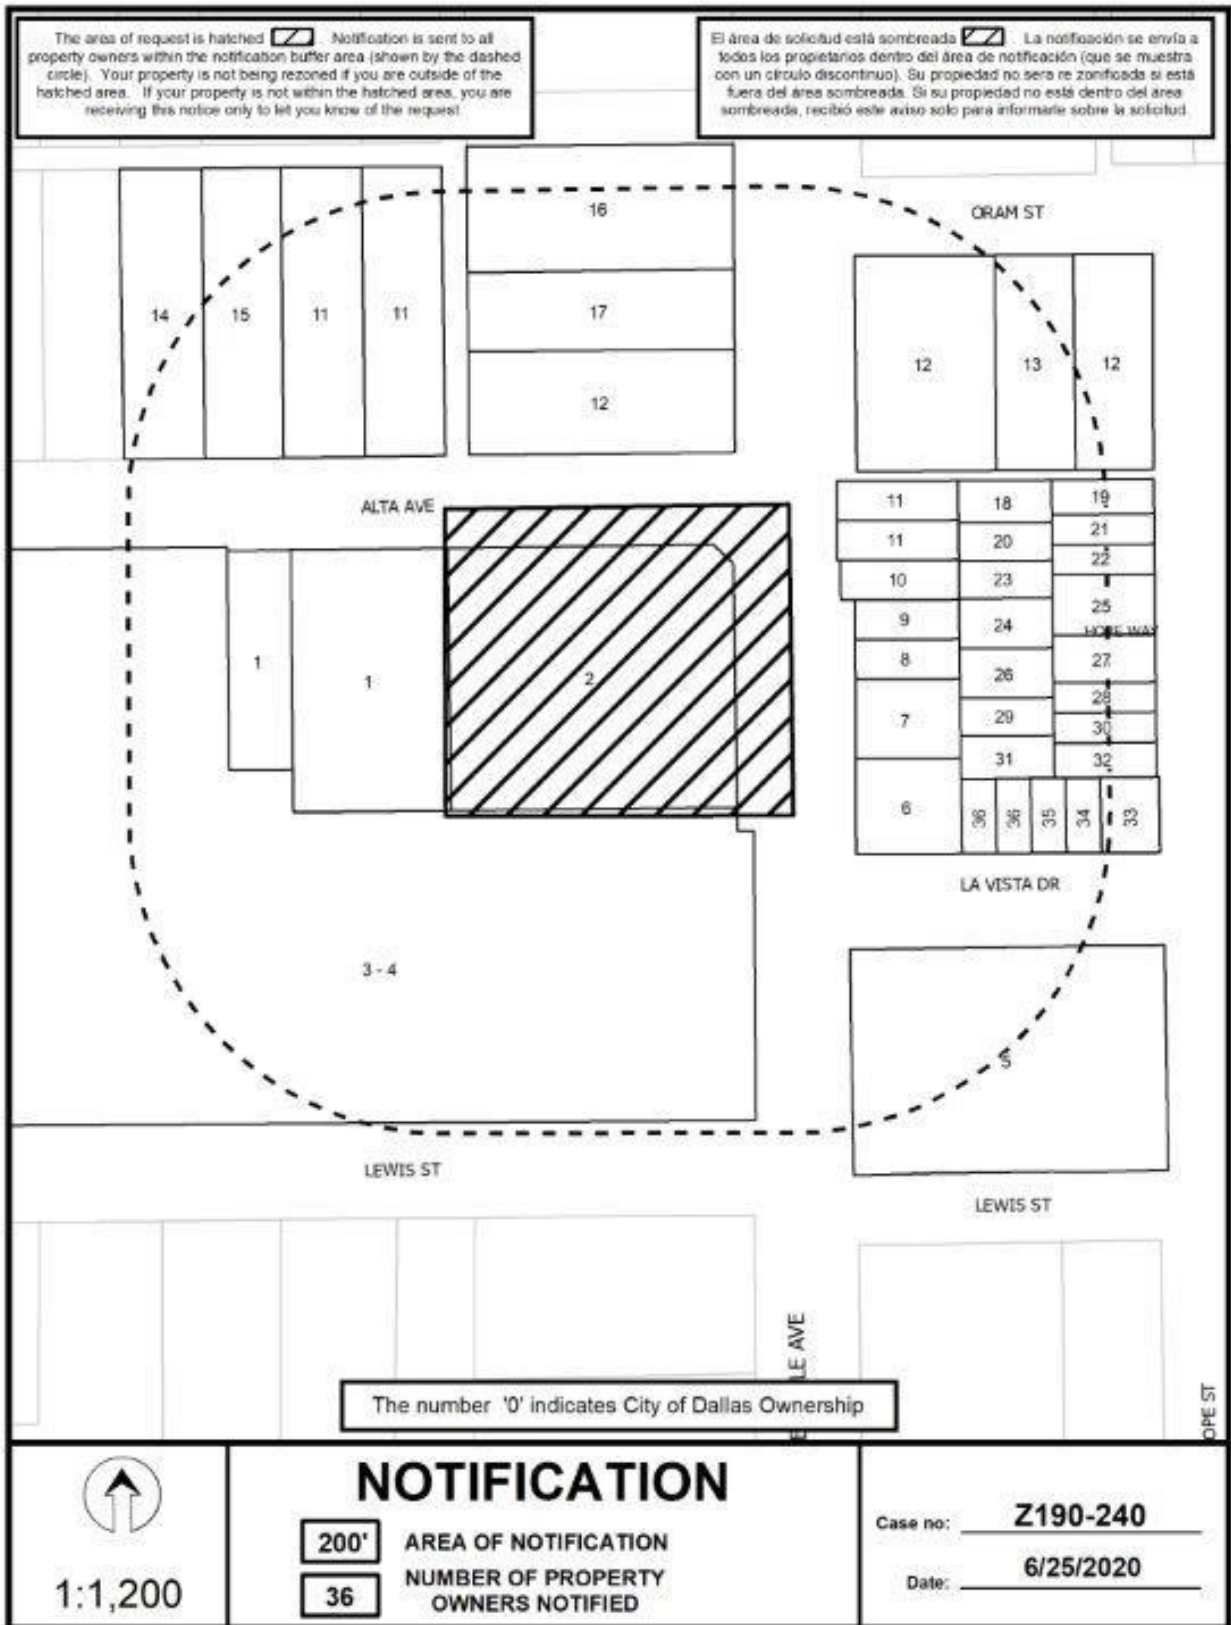 The area of request is hatched . Notification is sent to all
property owners within the notification buffer area (shown by the dashed
circle). Your property is not being rezoned if you are outside of the
hatched area. If your property is not within the hatched area, you are
receiving this notice only to let you know of the request
El área de solicitud está sombreada . La notificación se envía a
todos los propietarios dentro del área de notificación (que se muestra
con un círculo discontinuo). Su propiedad no sera re zonificada si está
fuera del área sombreada. Si su propiedad no está dentro del área
sombreada, recibió este aviso solo para informarle sobre la solicitud.
16
ORAM ST
14
15
11
11
17
12
13
12
12
ALTA AVE
11
18
19
11
20
21
22
10
23
25
9
24
HOPE WAY
8
27
1
1
2
26
28
7
29
30
31
32
6
36
36
35
34
33
LA VISTA DR
3 - 4
5
LEWIS ST
LEWIS ST
LE AVE
OPE ST
The number '0' indicates City of Dallas Ownership
1:1,200
NOTIFICATION
200' AREA OF NOTIFICATION
36 NUMBER OF PROPERTY
OWNERS NOTIFIED
Case no: Z190-240
Date: 6/25/2020